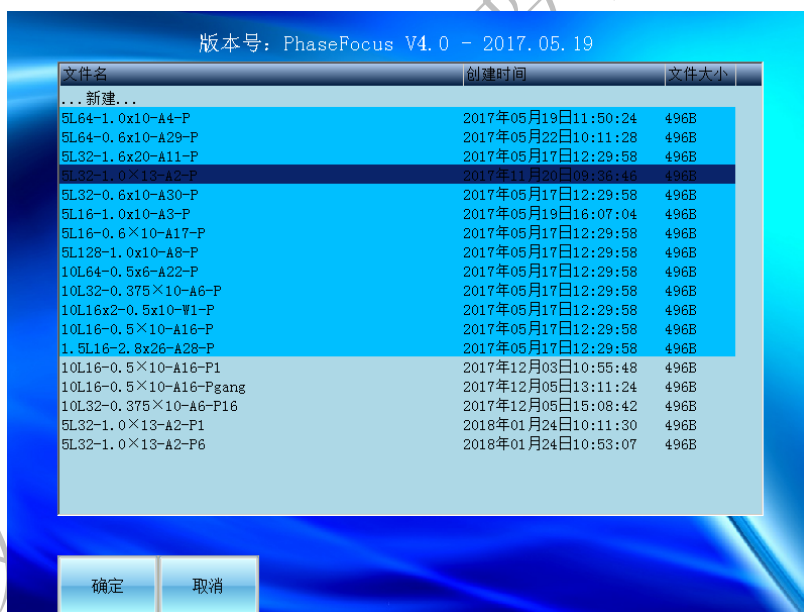 版本号: PhaseFocus V4.0 - 2017.05.19
文件名 创建时间 文件大小
...新建...
5L64-1.0x10-A4-P 2017年05月19日11:50:24 496B
5L64-0.6x10-A29-P 2017年05月22日10:11:28 496B
5L32-1.6x20-A11-P 2017年05月17日12:29:58 496B
5L32-1.0×13-A2-P 2017年11月20日09:36:46 496B
5L32-0.6x10-A30-P 2017年05月17日12:29:58 496B
5L16-1.0x10-A3-P 2017年05月19日16:07:04 496B
5L16-0.6×10-A17-P 2017年05月17日12:29:58 496B
5L128-1.0x10-A8-P 2017年05月17日12:29:58 496B
10L64-0.5x6-A22-P 2017年05月17日12:29:58 496B
10L32-0.375×10-A6-P 2017年05月17日12:29:58 496B
10L16x2-0.5x10-W1-P 2017年05月17日12:29:58 496B
10L16-0.5×10-A16-P 2017年05月17日12:29:58 496B
1.5L16-2.8x26-A28-P 2017年05月17日12:29:58 496B
10L16-0.5×10-A16-P1 2017年12月03日10:55:48 496B
10L16-0.5×10-A16-Pgang 2017年12月05日13:11:24 496B
10L32-0.375×10-A6-P16 2017年12月05日15:08:42 496B
5L32-1.0×13-A2-P1 2018年01月24日10:11:30 496B
5L32-1.0×13-A2-P6 2018年01月24日10:53:07 496B
确定 取消